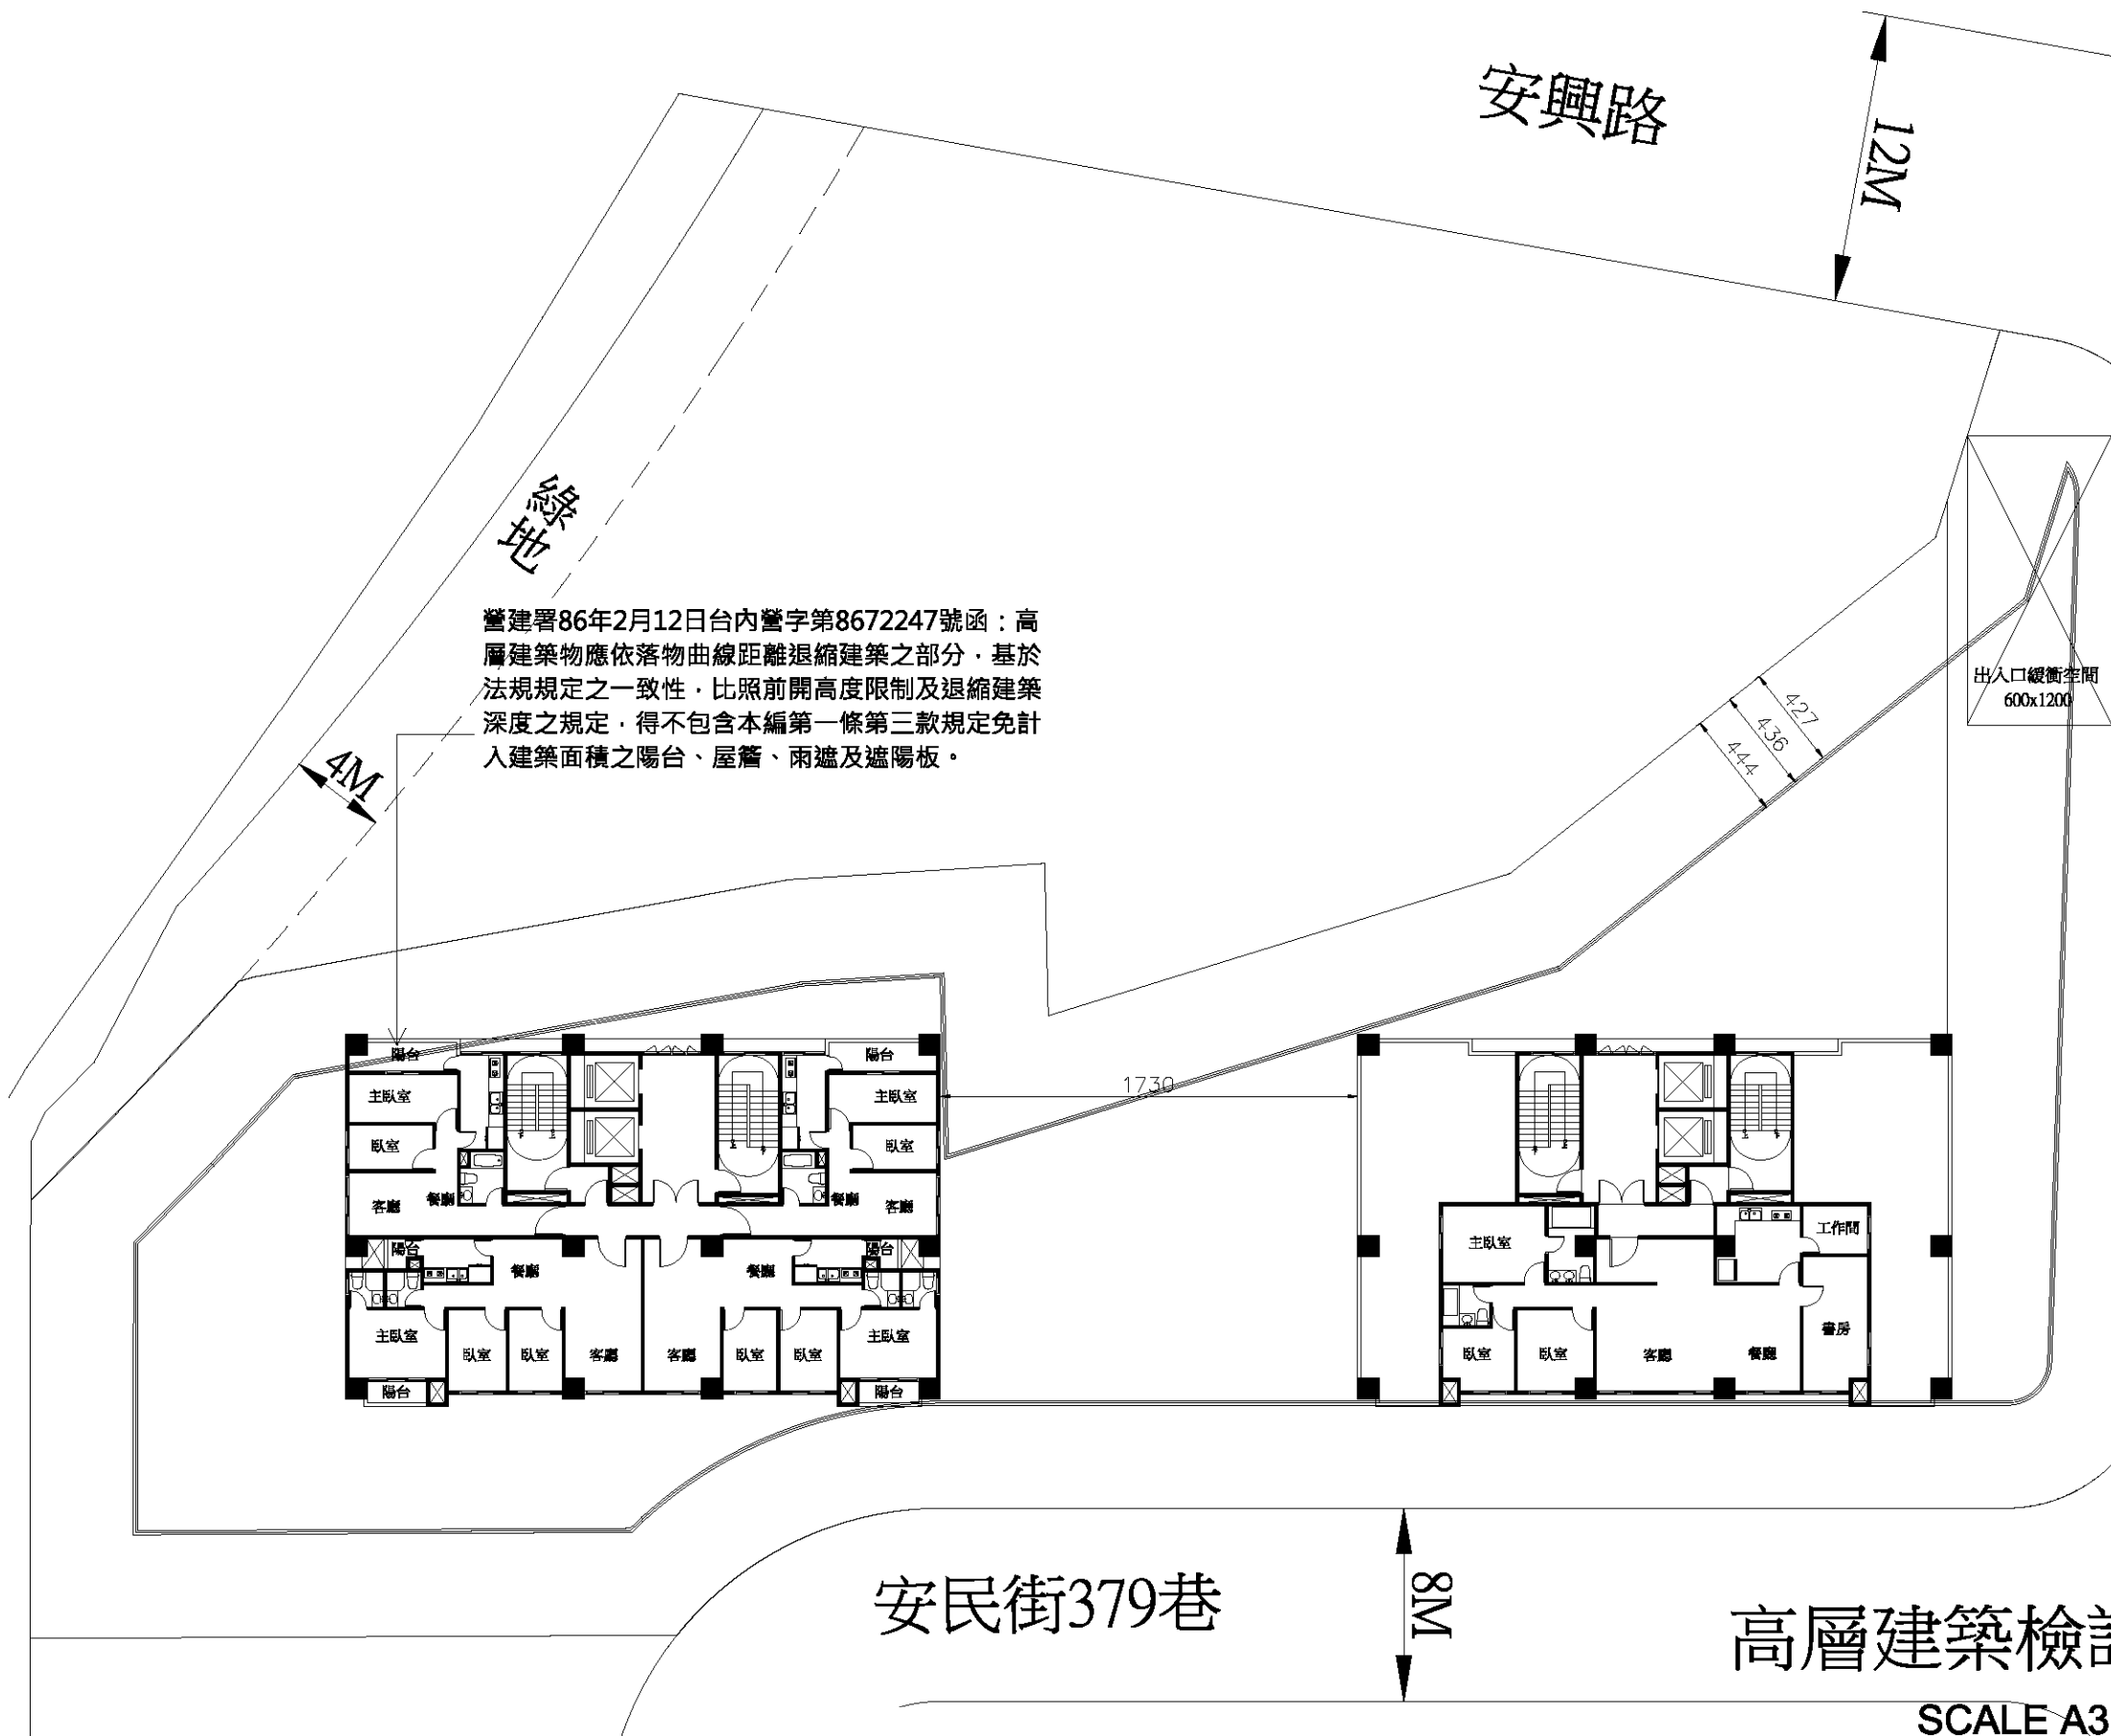 安興路
12M
綠地
營建署86年2月12日台內營字第8672247號函：高
層建築物應依落物曲線距離退縮建築之部分，基於
法規規定之一致性，比照前開高度限制及退縮建築
深度之規定，得不包含本編第一條第三款規定免計
入建築面積之陽台、屋簷、雨遮及遮陽板。
4M
出入口緩衝空間
600x1200
427
436
444
陽台
陽台
主臥室
主臥室
1730
臥室
臥室
客廳
餐廳
餐廳
客廳
陽台
餐廳
餐廳
陽台
主臥室
臥室
臥室
客廳
客廳
臥室
臥室
主臥室
陽台
陽台
主臥室
工作間
臥室
臥室
客廳
餐廳
書房
安民街379巷
8M
高層建築檢
SCALE A3